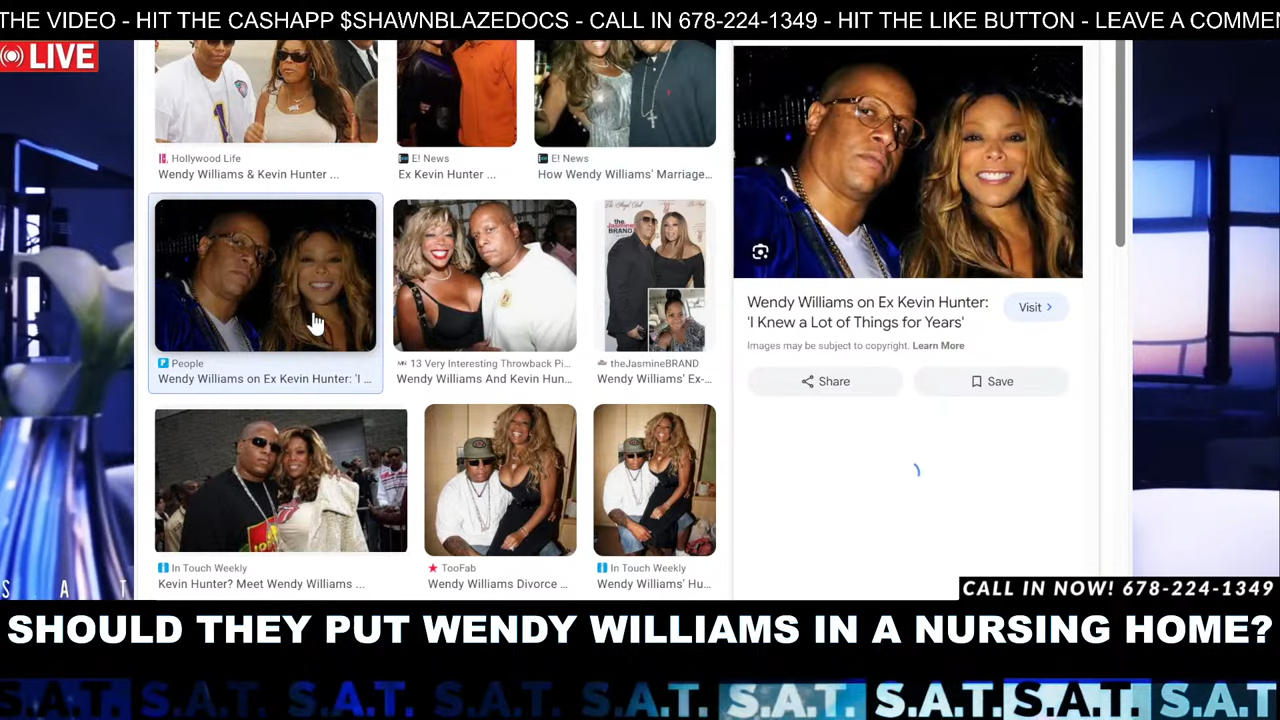 THE VIDEO - HIT THE CASHAPP $SHAWNBLAZEDOCS - CALL IN 678-224-1349 - HIT THE LIKE BUTTON - LEAVE A COMME
LIVE
Hollywood Life
Wendy Williams & Kevin Hunter ...
E! News
Ex Kevin Hunter ...
E! News
How Wendy Williams' Marriage...
People
Wendy Williams on Ex Kevin Hunter: 'I ...
13 Very Interesting Throwback Pi...
Wendy Williams And Kevin Hun...
the Jasmine BRAND
theJasmineBRAND
Wendy Williams' Ex-...
In Touch Weekly
Kevin Hunter? Meet Wendy Williams ...
TooFab
Wendy Williams Divorce ...
In Touch Weekly
Wendy Williams' Hu...
Wendy Williams on Ex Kevin Hunter:
'I Knew a Lot of Things for Years'
Visit >
Images may be subject to copyright. Learn More
Share
Save
S A T
CALL IN NOW! 678-224-1349
SHOULD THEY PUT WENDY WILLIAMS IN A NURSING HOME?
S.A.T. S.A.T. S.A.T. S.A.T. S.A.T. S.A.T. S.A.T. S.A.T. S.A.T